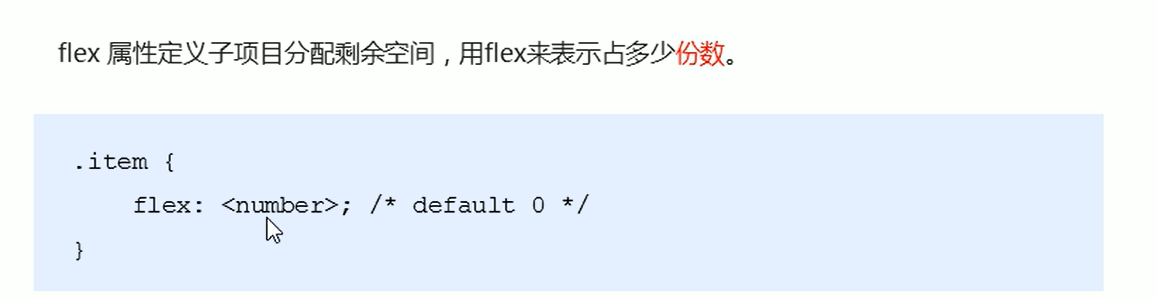 flex 属性定义子项目分配剩余空间，用flex来表示占多少份数。
.item {
    flex: <number>; /* default 0 */
}